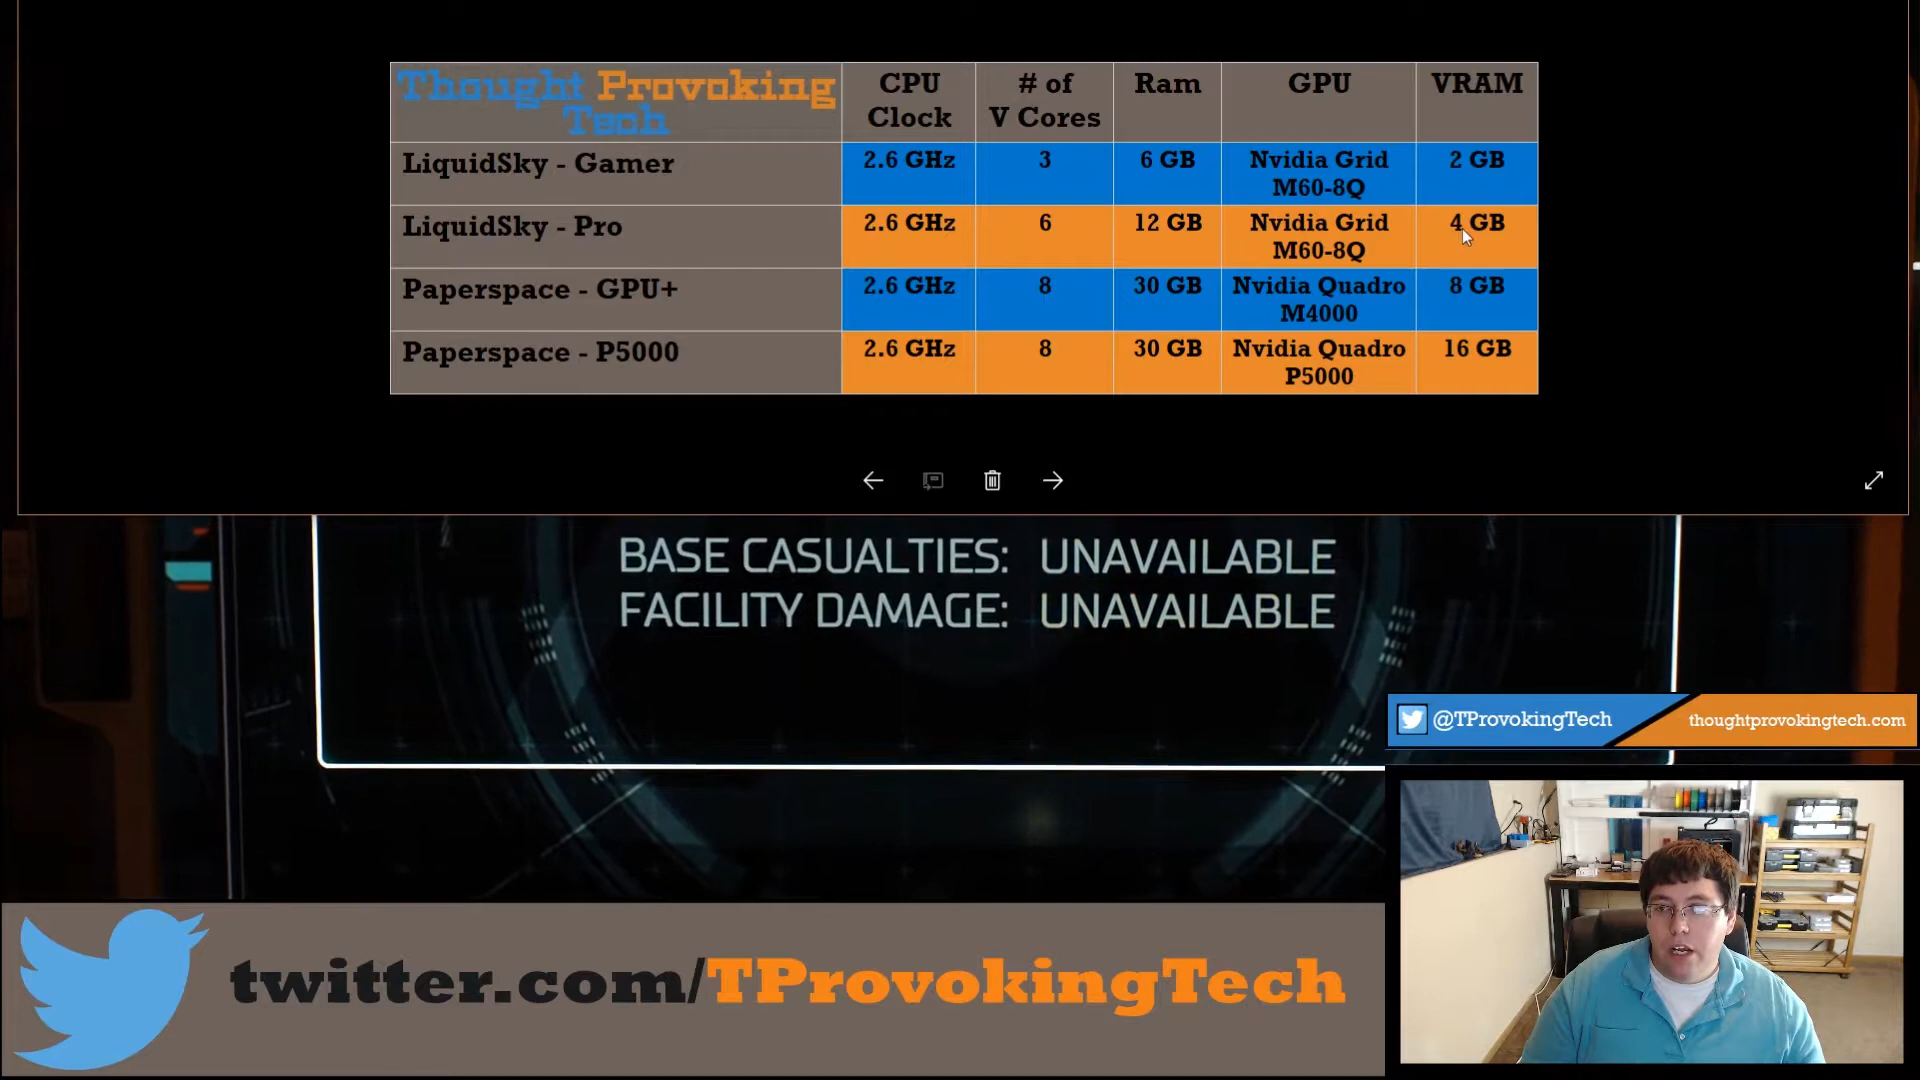 Thought Provoking
Tech
CPU
Clock
# of
V Cores
Ram
GPU
VRAM
LiquidSky - Gamer
2.6 GHz
3
6 GB
Nvidia Grid
M60-8Q
2 GB
LiquidSky - Pro
2.6 GHz
6
12 GB
Nvidia Grid
M60-8Q
4 GB
Paperspace - GPU+
2.6 GHz
8
30 GB
Nvidia Quadro
M4000
8 GB
Paperspace - P5000
2.6 GHz
8
30 GB
Nvidia Quadro
P5000
16 GB
BASE CASUALTIES: UNAVAILABLE
FACILITY DAMAGE: UNAVAILABLE
@TProvokingTech
thoughtprovokingtech.com
twitter.com/TProvokingTech